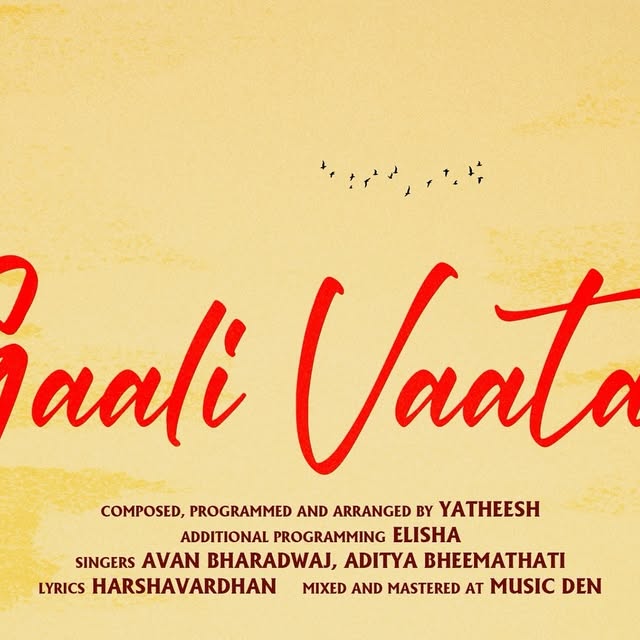 Gaali Vaata
COMPOSED, PROGRAMMED AND ARRANGED BY YATHEESH
ADDITIONAL PROGRAMMING ELISHA
SINGERS AVAN BHARADWAJ, ADITYA BHEEMATHATI
LYRICS HARSHAVARDHAN MIXED AND MASTERED AT MUSIC DEN